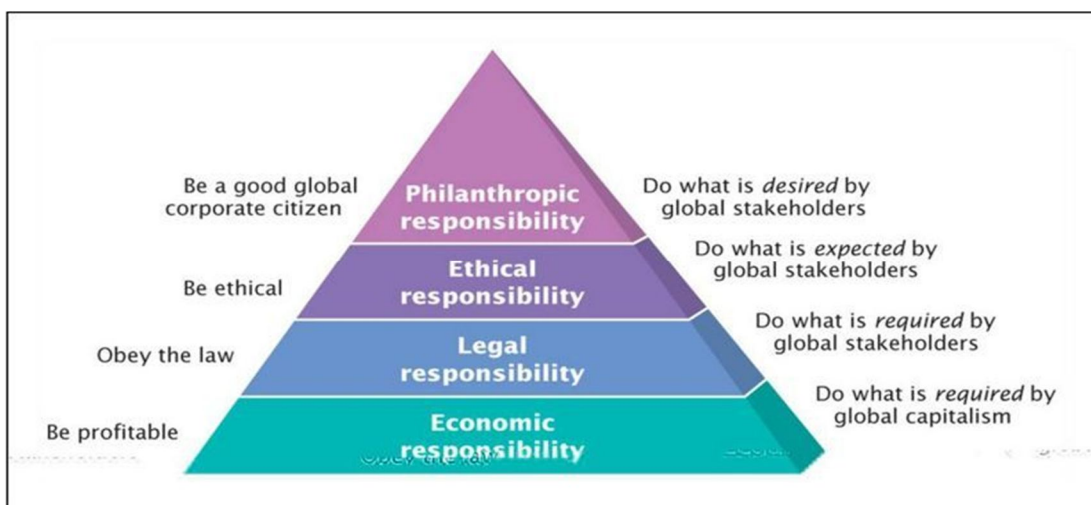 Be a good global
corporate citizen
Philanthropic
responsibility
Do what is desired by
global stakeholders
Be ethical
Ethical
responsibility
Do what is expected by
global stakeholders
Obey the law
Legal
responsibility
Do what is required by
global stakeholders
Be profitable
Economic
responsibility
Do what is required by
global capitalism